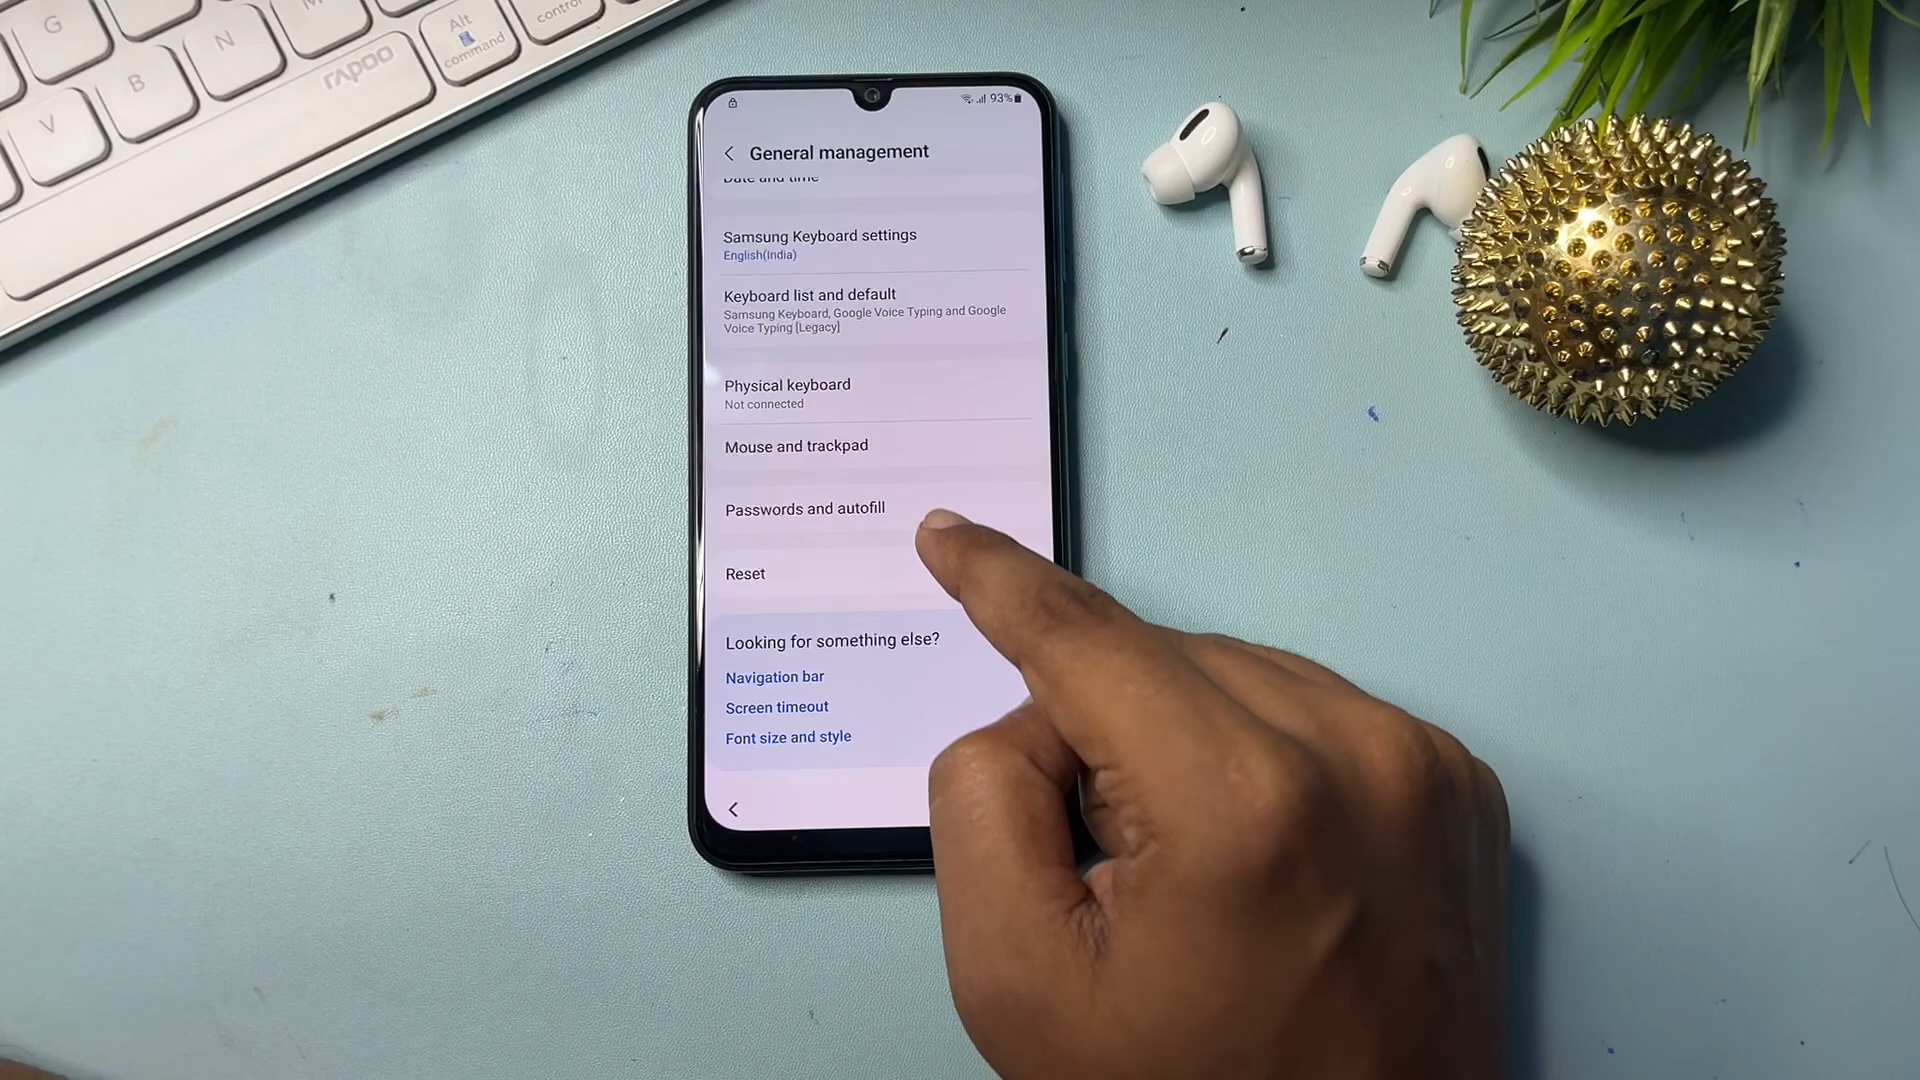 G
N
M
Alt
control
B
rapoo
command
V
93%
General management
Date and time
Samsung Keyboard settings
English(India)
Keyboard list and default
Samsung Keyboard, Google Voice Typing and Google
Voice Typing [Legacy]
Physical keyboard
Not connected
Mouse and trackpad
Passwords and autofill
Reset
Looking for something else?
Navigation bar
Screen timeout
Font size and style